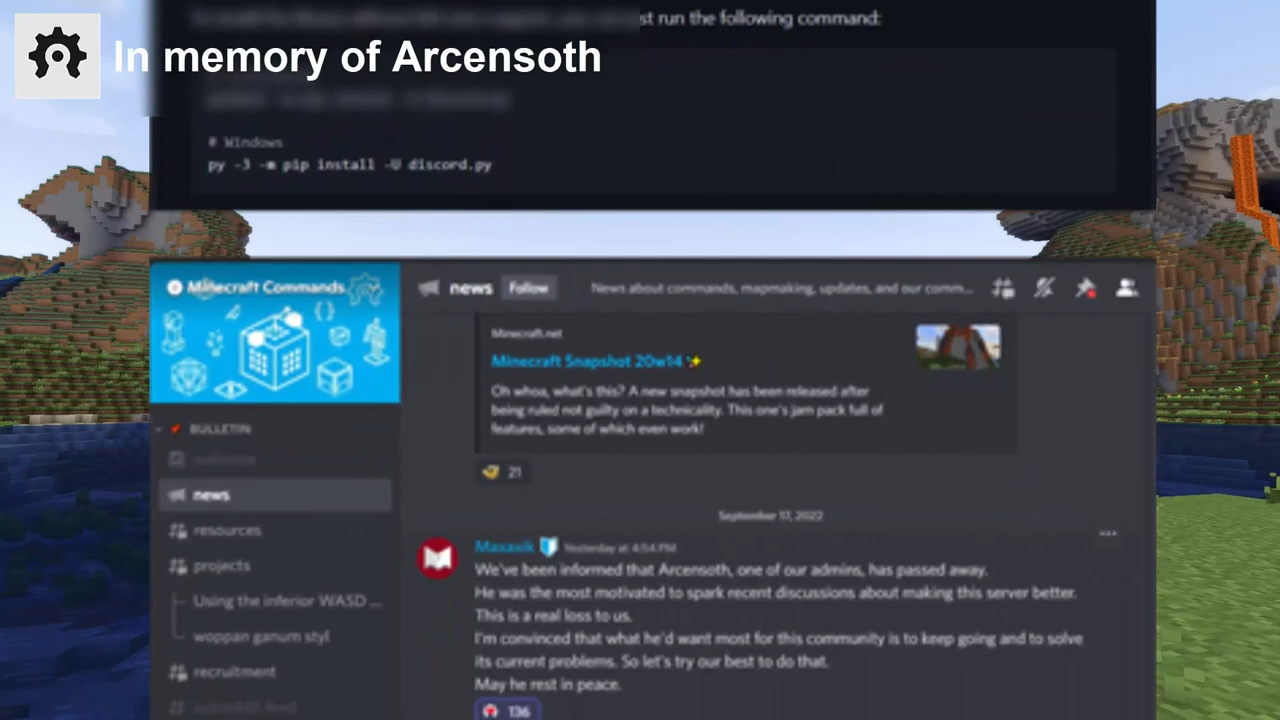 st run the following command:
In memory of Arcensoth
# Windows
py -3 -m pip install -U discord.py
Minecraft Commands
news
Follow
News about commands, mapmaking, updates, and our comm...
Minecraft.net
Minecraft Snapshot 20w14 ✨
Oh whoa, what's this? A new snapshot has been released after
being ruled not guilty on a technicality. This one's jam pack full of
features, some of which even work!
21
BULLETIN
welcome
news
resources
projects
Using the inferior WASD ...
woppan ganum styl
recruitment
September 17, 2022
Maxaxik Yesterday at 4:54 PM
We've been informed that Arcensoth, one of our admins, has passed away.
He was the most motivated to spark recent discussions about making this server better.
This is a real loss to us.
I'm convinced that what he'd want most for this community is to keep going and to solve
its current problems. So let's try our best to do that.
May he rest in peace.
136